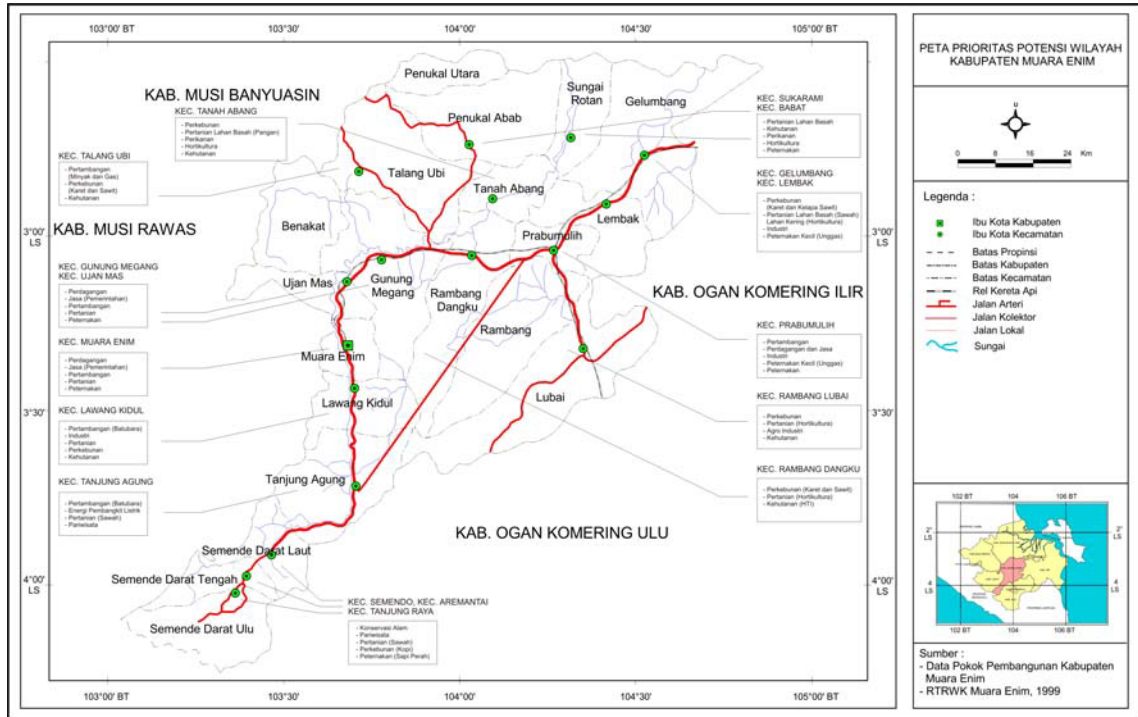 103°00' BT
103°30"
104°00"
104°30"
105°00" BT
Penukal Utara
KAB. MUSI BANYUASIN
Sungai
Rotan
Gelumbang
Penukal Abab
Talang Ubi
Tanah Abang
Benakat
Lembak
Prabumulih
KAB. MUSI RAWAS
Ujan Mas
Gunung
Megang
Rambang
Dangku
KAB. OGAN KOMERING ILIR
Rambang
Muara Enim
Lawang Kidul
Lubai
Tanjung Agung
KAB. OGAN KOMERING ULU
Semende Darat Laut
Semende Darat Tengah
Semende Darat Ulu
KEC. TANAH ABANG
- Perkebunan
- Pertanian Lahan Basah (Pangan)
- Perikanan
- Hortikultura
- Kehutanan
KEC. TALANG UBI
- Pertambangan
(Minyak dan Gas)
- Perkebunan
(Karet dan Sawit)
- Kehutanan
KEC. GUNUNG MEGANG
KEC. UJAN MAS
- Perdagangan
- Jasa (Pemerintahan)
- Pertambangan
- Pertanian
- Peternakan
KEC. MUARA ENIM
- Perdagangan
- Jasa (Pemerintahan)
- Pertambangan
- Pertanian
- Peternakan
KEC. LAWANG KIDUL
- Pertambangan (Batubara)
- Industri
- Pertanian
- Perkebunan
- Kehutanan
KEC. TANJUNG AGUNG
- Pertambangan (Batubara)
- Energi Pembangkit Listrik
- Pertanian (Sawah)
- Pariwisata
KEC. SUKARAMI
KEC. BABAT
- Pertanian Lahan Basah
- Kehutanan
- Perikanan
- Hortikultura
- Peternakan
KEC. GELUMBANG
KEC. LEMBAK
- Perkebunan
(Karet dan Kelapa Sawit)
- Pertanian Lahan Basah (Sawah)
Lahan Kering (Hortikultura)
- Industri
- Peternakan Kecil (Unggas)
KEC. PRABUMULIH
- Pertambangan
- Perdagangan dan Jasa
- Industri
- Peternakan Kecil (Unggas)
- Peternakan
KEC. RAMBANG LUBAI
- Perkebunan
- Pertanian (Hortikultura)
- Agro Industri
- Kehutanan
KEC. RAMBANG DANGKU
- Perkebunan (Karet dan Sawit)
- Pertanian (Hortikultura)
- Kehutanan (HTI)
KEC. SEMENDO, KEC. AREMANTAI
KEC. TANJUNG RAYA
- Konservasi Alam
- Pariwisata
- Pertanian (Sawah)
- Perkebunan (Kopi)
- Peternakan (Sapi Perah)
3°00"
LS
3°30"
4°00"
LS
3°00"
LS
3°30"
4°00"
LS
103°00' BT
103°30"
104°00"
104°30"
105°00" BT
PETA PRIORITAS POTENSI WILAYAH
KABUPATEN MUARA ENIM
U
0 8 16 24 Km
Legenda :
Ibu Kota Kabupaten
Ibu Kota Kecamatan
Batas Propinsi
Batas Kabupaten
Batas Kecamatan
Rel Kereta Api
Jalan Arteri
Jalan Kolektor
Jalan Lokal
Sungai
102 BT 104 106 BT
2°
LS
4
LS
2°
LS
4
LS
102 BT 104 106 BT
Sumber :
- Data Pokok Pembangunan Kabupaten
Muara Enim
- RTRWK Muara Enim, 1999